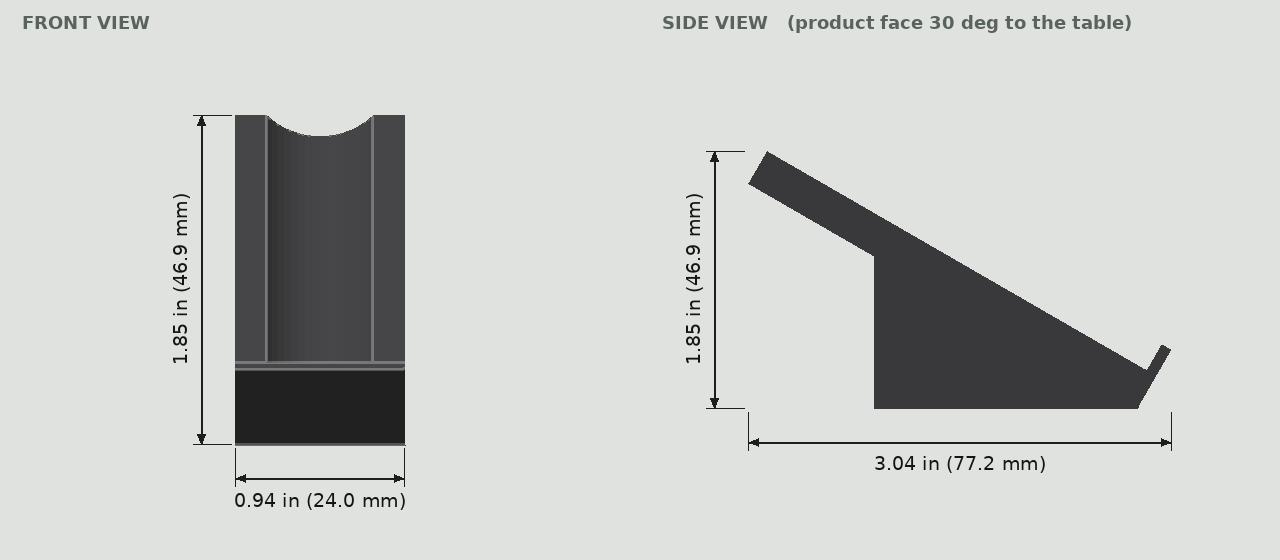 FRONT VIEW
SIDE VIEW (product face 30 deg to the table)
1.85 in (46.9 mm)
0.94 in (24.0 mm)
1.85 in (46.9 mm)
3.04 in (77.2 mm)